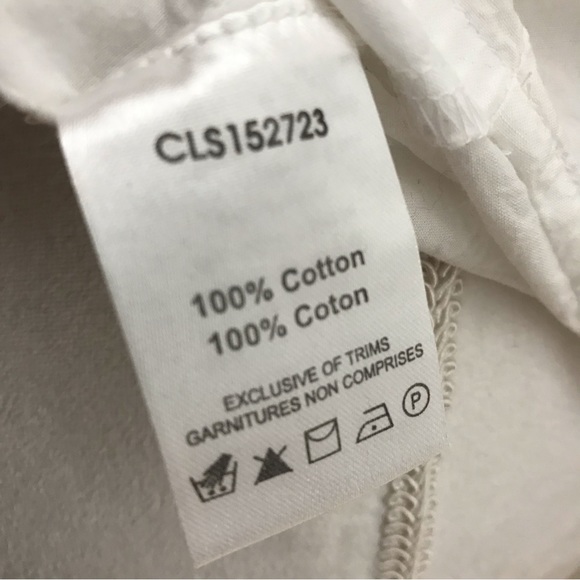 CLS152723
100% Cotton
100% Coton
EXCLUSIVE OF TRIMS
GARNITURES NON COMPRISES
P